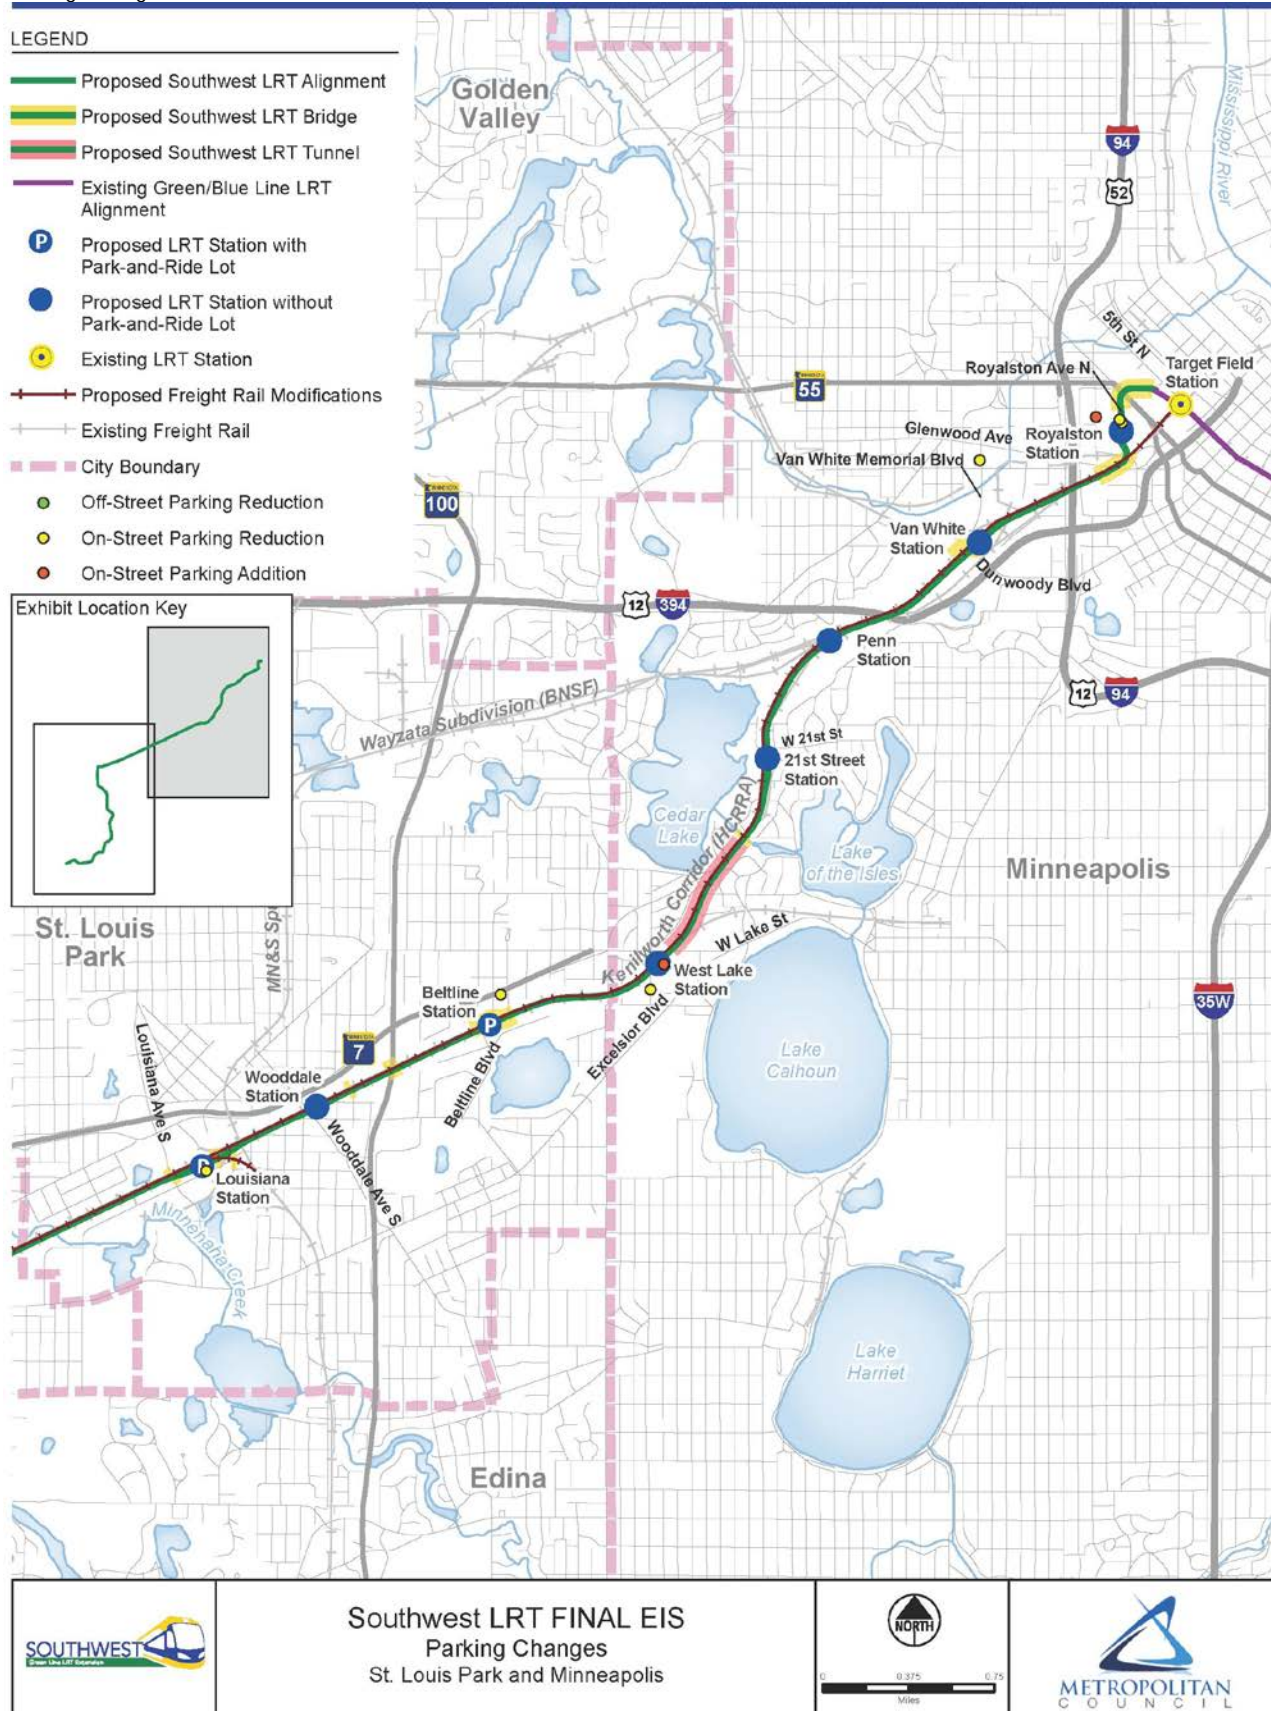 LEGEND
Proposed Southwest LRT Alignment
Proposed Southwest LRT Bridge
Proposed Southwest LRT Tunnel
Existing Green/Blue Line LRT
Alignment
P
Proposed LRT Station with
Park-and-Ride Lot
Proposed LRT Station without
Park-and-Ride Lot
Existing LRT Station
Proposed Freight Rail Modifications
Existing Freight Rail
City Boundary
Off-Street Parking Reduction
On-Street Parking Reduction
On-Street Parking Addition
Exhibit Location Key
Golden
Valley
94
52
Mississippi River
5th St N
Royalston Ave N
Target Field
Station
55
Glenwood Ave
Royalston
Station
Van White Memorial Blvd
100
Van White
Station
Dunwoody Blvd
12
394
Penn
Station
12
94
Wayzata Subdivision (BNSF)
W 21st St
21st Street
Station
Cedar
Lake
Kenilworth Corridor (HCRRA)
Lake
of the Isles
Minneapolis
St. Louis
Park
MN&S Sp
W Lake St
West Lake
Station
Beltline
Station
P
Excelsior Blvd
35W
7
Lake
Calhoun
Louisiana Ave S
Wooddale
Station
Beltline Blvd
Wooddale Ave S
P
Louisiana
Station
Minnehaha Creek
Lake
Harriet
Edina
SOUTHWEST
Green Line LRT Extension
Southwest LRT FINAL EIS
Parking Changes
St. Louis Park and Minneapolis
NORTH
0 0.375 0.75
Miles
METROPOLITAN
COUNCIL